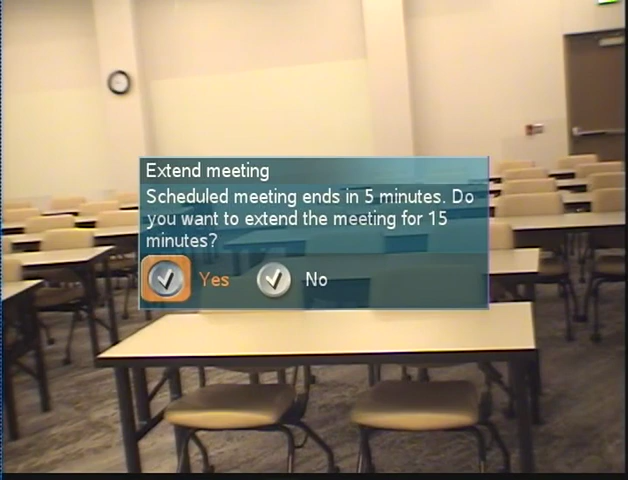 Extend meeting
Scheduled meeting ends in 5 minutes. Do
you want to extend the meeting for 15
minutes?
Yes No